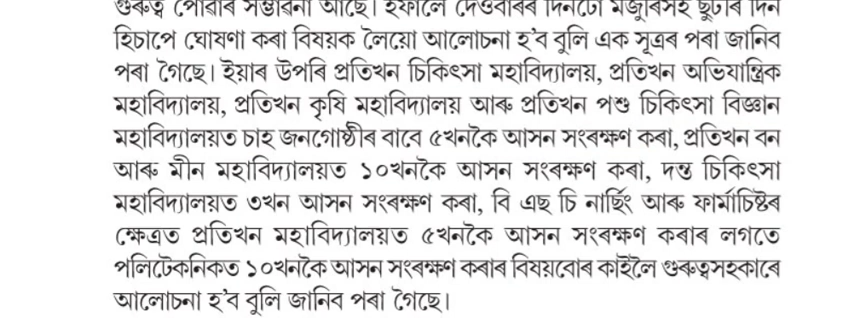 গুৰুত্ব পোৱাৰ সম্ভাৱনা আছে। ইফালে দেওবাৰৰ দিনটো মজুৰিসহ ছুটীৰ দিন
হিচাপে ঘোষণা কৰা বিষয়ক লৈয়ো আলোচনা হ'ব বুলি এক সূত্ৰৰ পৰা জানিব
পৰা গৈছে। ইয়াৰ উপৰি প্ৰতিখন চিকিৎসা মহাবিদ্যালয়, প্ৰতিখন অভিযান্ত্ৰিক
মহাবিদ্যালয়, প্ৰতিখন কৃষি মহাবিদ্যালয় আৰু প্ৰতিখন পশু চিকিৎসা বিজ্ঞান
মহাবিদ্যালয়ত চাহ জনগোষ্ঠীৰ বাবে ৫খনকৈ আসন সংৰক্ষণ কৰা, প্ৰতিখন বন
আৰু মীন মহাবিদ্যালয়ত ১০খনকৈ আসন সংৰক্ষণ কৰা, দন্ত চিকিৎসা
মহাবিদ্যালয়ত ৩খন আসন সংৰক্ষণ কৰা, বি এছ চি নাৰ্ছিং আৰু ফাৰ্মাচিষ্টৰ
ক্ষেত্ৰত প্ৰতিখন মহাবিদ্যালয়ত ৫খনকৈ আসন সংৰক্ষণ কৰাৰ লগতে
পলিটেকনিকত ১০খনকৈ আসন সংৰক্ষণ কৰাৰ বিষয়বোৰ কাইলৈ গুৰুত্বসহকাৰে
আলোচনা হ'ব বুলি জানিব পৰা গৈছে।